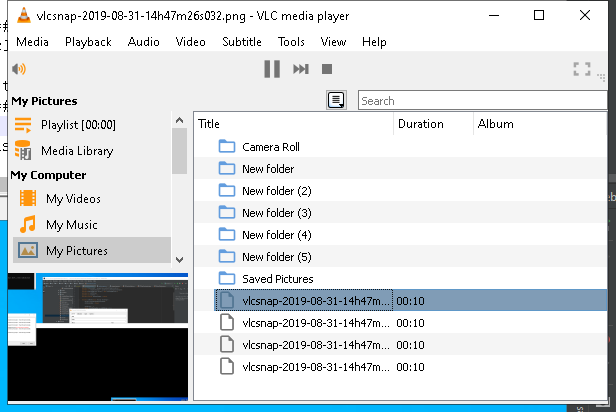 vlcsnap-2019-08-31-14h47m26s032.png - VLC media player
Media Playback Audio Video Subtitle Tools View Help
My Pictures
Playlist [00:00]
Media Library
My Computer
My Videos
My Music
My Pictures
Search
Title Duration Album
Camera Roll
New folder
New folder (2)
New folder (3)
New folder (4)
New folder (5)
Saved Pictures
vlcsnap-2019-08-31-14h47m... 00:10
vlcsnap-2019-08-31-14h47m... 00:10
vlcsnap-2019-08-31-14h47m... 00:10
vlcsnap-2019-08-31-14h47m... 00:10